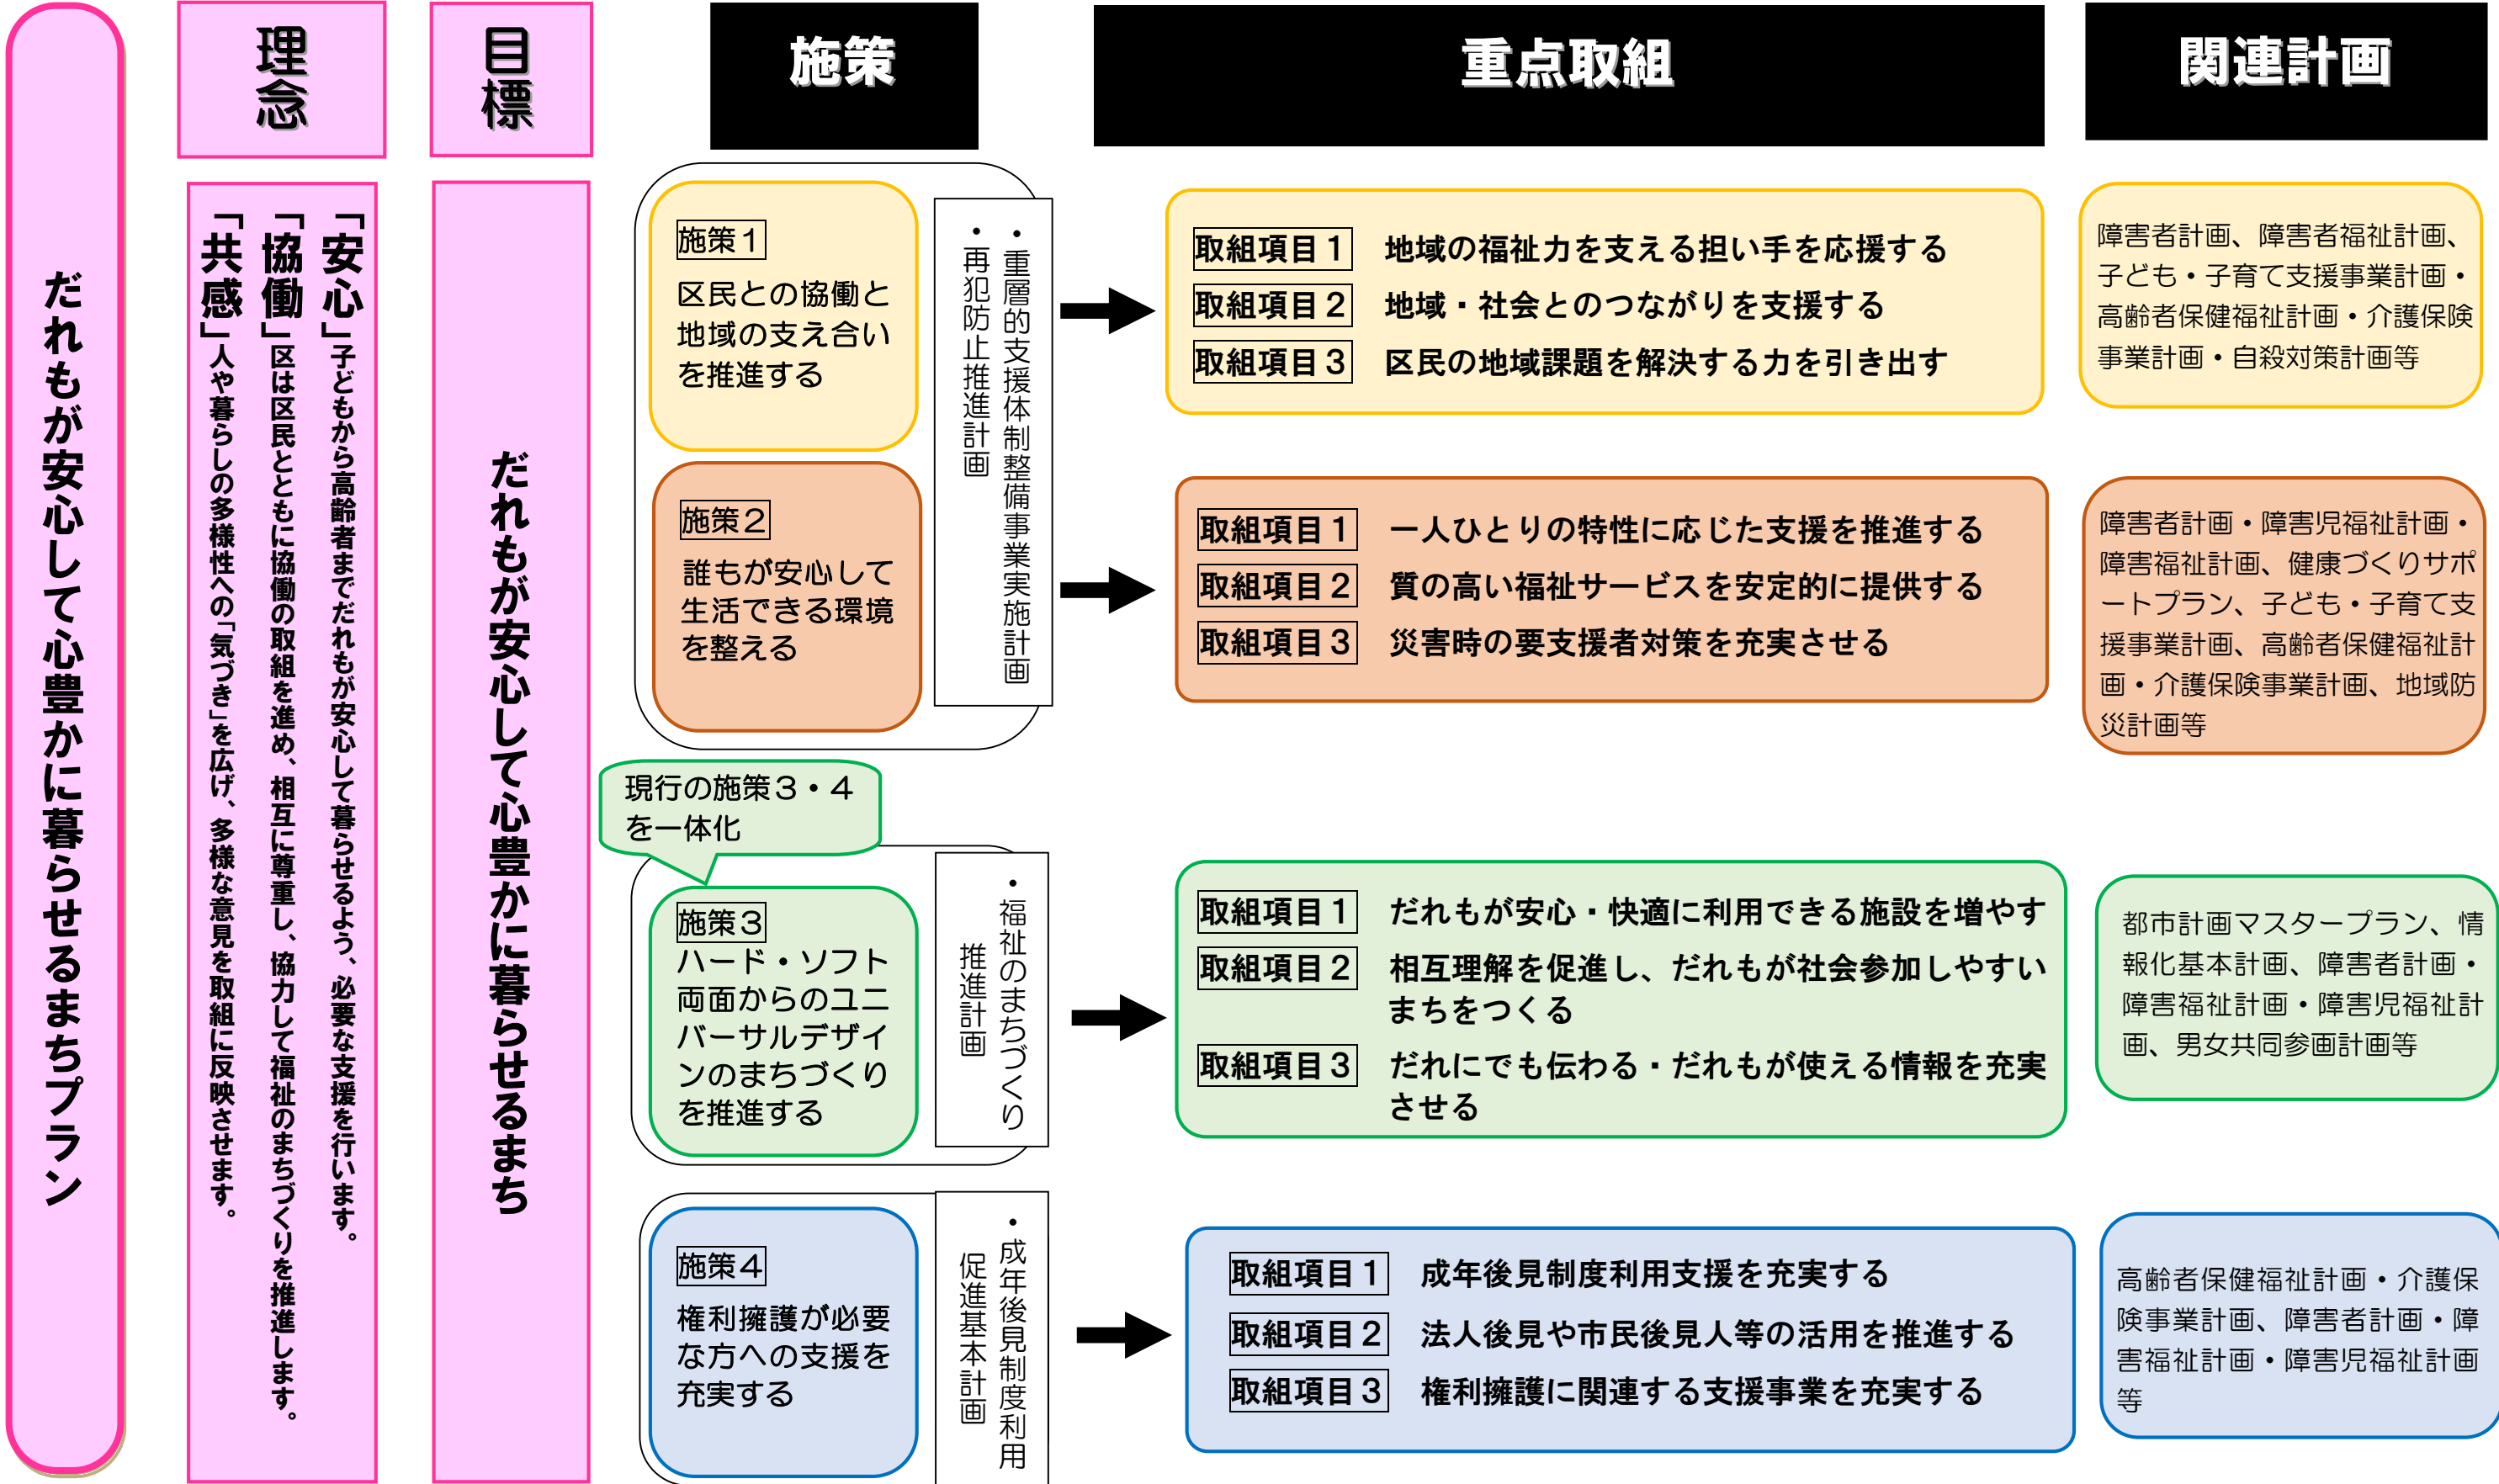 だれもが安心して心豊かに暮らせるまちプラン
理念
「安心」子どもから高齢者までだれもが安心して暮らせるよう、必要な支援を行います。
「協働」区は区民とともに協働の取組を進め、相互に尊重し、協力して福祉のまちづくりを推進します。
「共感」人や暮らしの多様性への「気づき」を広げ、多様な意見を取組に反映させます。
目標
だれもが安心して心豊かに暮らせるまち
施策
重点取組
関連計画
施策１
区民との協働と
地域の支え合い
を推進する
施策２
誰もが安心して
生活できる環境
を整える
・重層的支援体制整備事業実施計画
・再犯防止推進計画
取組項目１ 地域の福祉力を支える担い手を応援する
取組項目２ 地域・社会とのつながりを支援する
取組項目３ 区民の地域課題を解決する力を引き出す
障害者計画、障害者福祉計画、
子ども・子育て支援事業計画・
高齢者保健福祉計画・介護保険
事業計画・自殺対策計画等
取組項目１ 一人ひとりの特性に応じた支援を推進する
取組項目２ 質の高い福祉サービスを安定的に提供する
取組項目３ 災害時の要支援者対策を充実させる
障害者計画・障害児福祉計画・
障害福祉計画、健康づくりサポ
ートプラン、子ども・子育て支
援事業計画、高齢者保健福祉計
画・介護保険事業計画、地域防
災計画等
現行の施策３・４
を一体化
施策３
ハード・ソフト
両面からのユニ
バーサルデザイ
ンのまちづくり
を推進する
・福祉のまちづくり
推進計画
取組項目１ だれもが安心・快適に利用できる施設を増やす
取組項目２ 相互理解を促進し、だれもが社会参加しやすい
まちをつくる
取組項目３ だれにでも伝わる・だれもが使える情報を充実
させる
都市計画マスタープラン、情
報化基本計画、障害者計画・
障害福祉計画・障害児福祉計
画、男女共同参画計画等
施策４
権利擁護が必要
な方への支援を
充実する
・成年後見制度利用
促進基本計画
取組項目１ 成年後見制度利用支援を充実する
取組項目２ 法人後見や市民後見人等の活用を推進する
取組項目３ 権利擁護に関連する支援事業を充実する
高齢者保健福祉計画・介護保
険事業計画、障害者計画・障
害福祉計画・障害児福祉計画
等